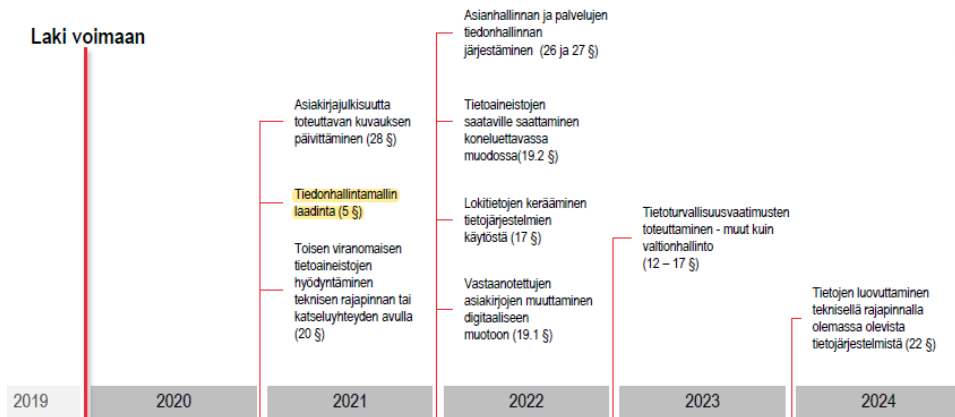 Laki voimaan
Asiakirjajulkisuutta
toteuttavan kuvauksen
päivittäminen (28 §)
Tiedonhallintamallin
laadinta (5 §)
Toisen viranomaisen
tietoaineistojen
hyödyntäminen
teknisen rajapinnan tai
katseluyhteyden avulla
(20 §)
Asianhallinnan ja palvelujen
tiedonhallinnan
järjestäminen (26 ja 27 §)
Tietoaineistojen
saataville saattaminen
koneluettavassa
muodossa(19.2 §)
Lokitietojen kerääminen
tietojärjestelmien
käytöstä (17 §)
Vastaanotettujen
asiakirjojen muuttaminen
digitaaliseen
muotoon (19.1 §)
Tietoturvallisuusvaatimusten
toteuttaminen - muut kuin
valtionhallinto
(12 – 17 §)
Tietojen luovuttaminen
teknisellä rajapinnalla
olemassa olevista
tietojärjestelmistä (22 §)
2019 2020 2021 2022 2023 2024